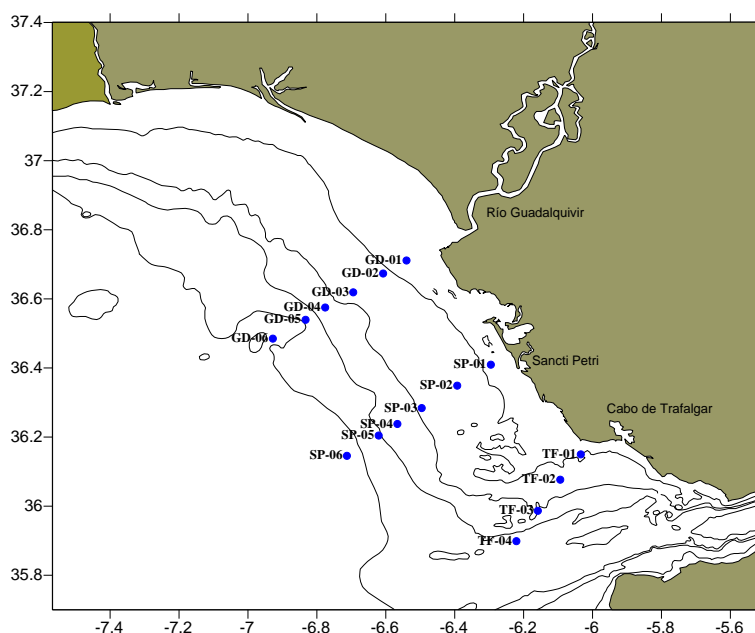 37.4
37.2
37
36.8
36.6
36.4
36.2
36
35.8
Río Guadalquivir
GD-01
GD-02
GD-03
GD-04
GD-05
GD-06
Sancti Petri
SP-01
SP-02
SP-03
SP-04
SP-05
SP-06
Cabo de Trafalgar
TF-01
TF-02
TF-03
TF-04
-7.4 -7.2 -7 -6.8 -6.6 -6.4 -6.2 -6 -5.8 -5.6